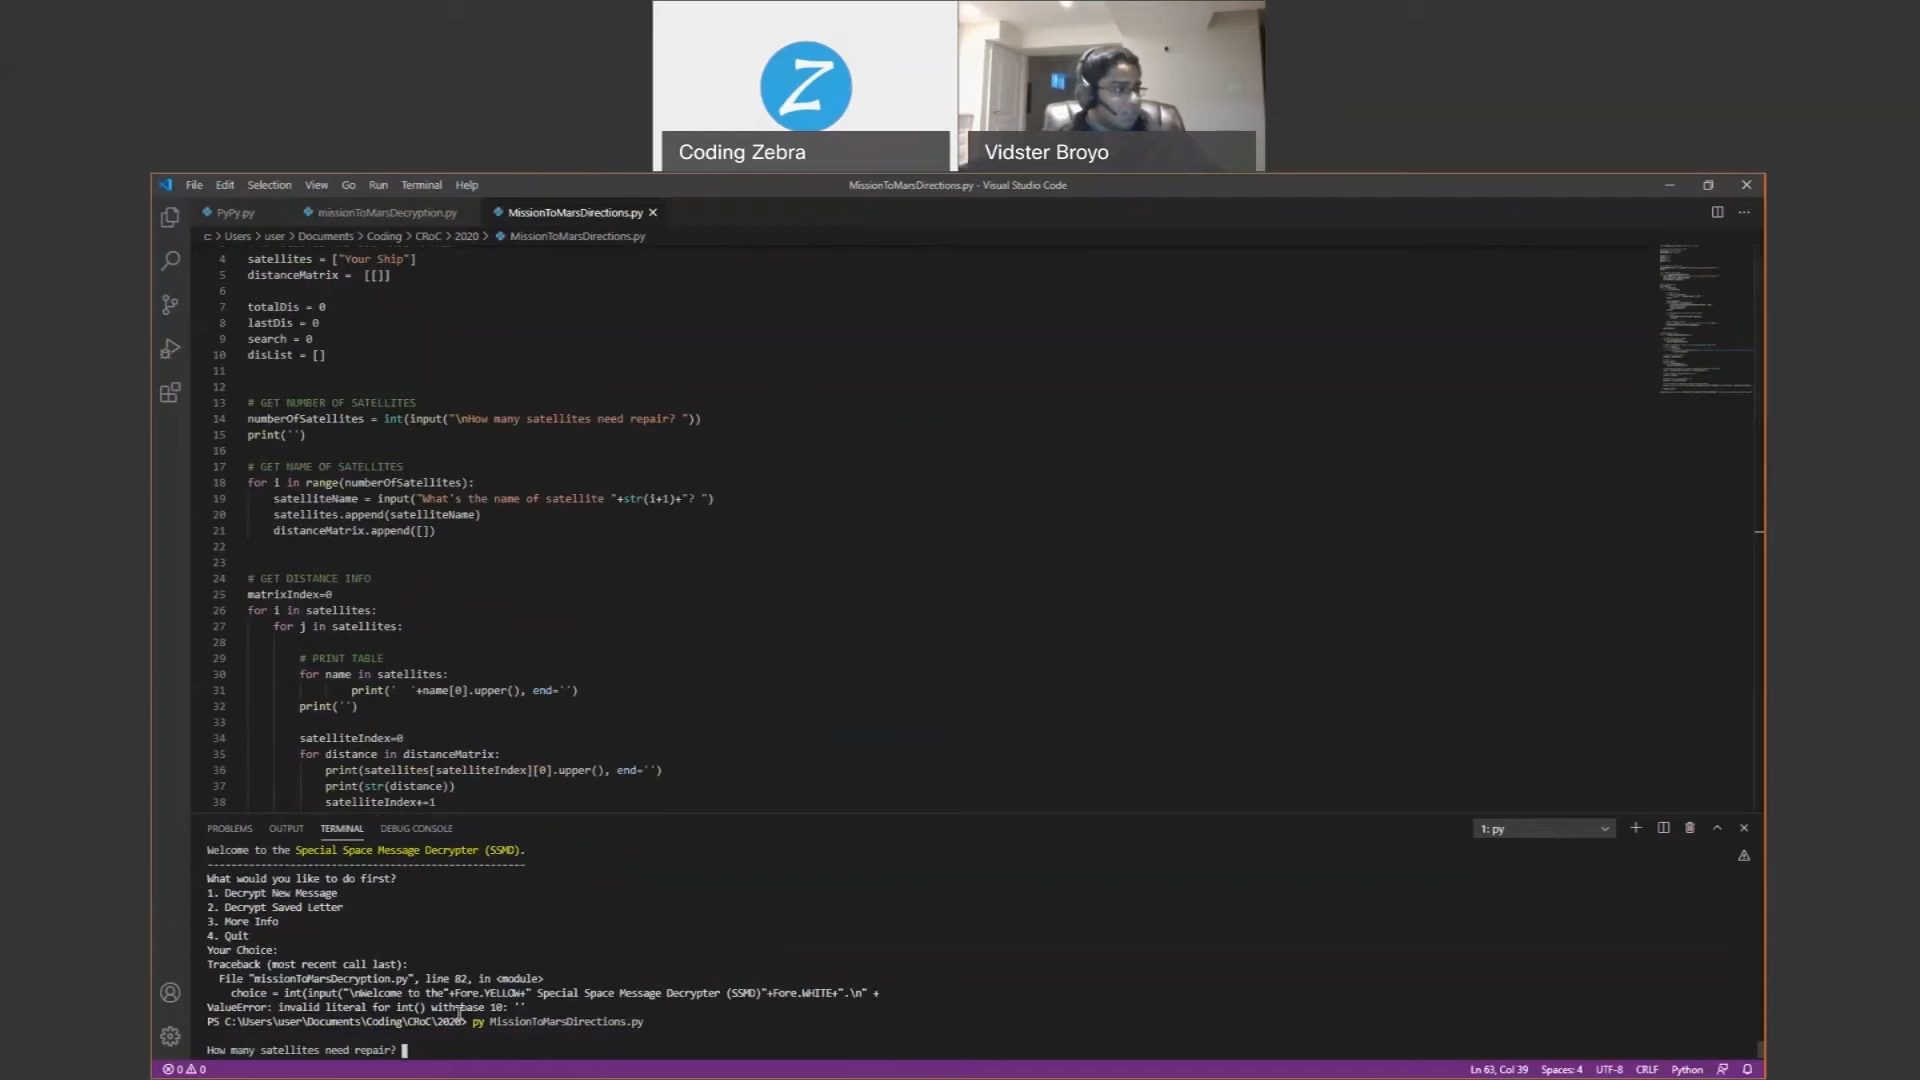 Z
Coding Zebra
Vidster Broyo
File Edit Selection View Go Run Terminal Help
MissionToMarsDirections.py - Visual Studio Code
PyPy.py missionToMarsDecryption.py MissionToMarsDirections.py
C: > Users > user > Documents > Coding > CRoC > 2020 > MissionToMarsDirections.py
4 satellites = ["Your Ship"]
5 distanceMatrix =  [[]]
6
7 totalDis = 0
8 lastDis = 0
9 search = 0
10 disList = []
11
12
13 # GET NUMBER OF SATELLITES
14 numberOfSatellites = int(input("\nHow many satellites need repair? "))
15 print('')
16
17 # GET NAME OF SATELLITES
18 for i in range(numberOfSatellites):
19 satelliteName = input("What's the name of satellite "+str(i+1)+"? ")
20 satellites.append(satelliteName)
21 distanceMatrix.append([])
22
23
24 # GET DISTANCE INFO
25 matrixIndex=0
26 for i in satellites:
27 for j in satellites:
28
29 # PRINT TABLE
30 for name in satellites:
31 print('  '+name[0].upper(), end='')
32 print('')
33
34 satelliteIndex=0
35 for distance in distanceMatrix:
36 print(satellites[satelliteIndex][0].upper(), end='')
37 print(str(distance))
38 satelliteIndex+=1
PROBLEMS OUTPUT TERMINAL DEBUG CONSOLE
1: py
Welcome to the Special Space Message Decrypter (SSMD).
-------------------------------------------------------
What would you like to do first?
1. Decrypt New Message
2. Decrypt Saved Letter
3. More Info
4. Quit
Your Choice:
Traceback (most recent call last):
File "missionToMarsDecryption.py", line 82, in <module>
choice = int(input("\nWelcome to the"+Fore.YELLOW+" Special Space Message Decrypter (SSMD)"+Fore.WHITE+".\n" +
ValueError: invalid literal for int() with base 10: ''
PS C:\Users\user\Documents\Coding\CRoC\2020> py MissionToMarsDirections.py
How many satellites need repair?
0 0
Ln 63, Col 39 Spaces: 4 UTF-8 CRLF Python